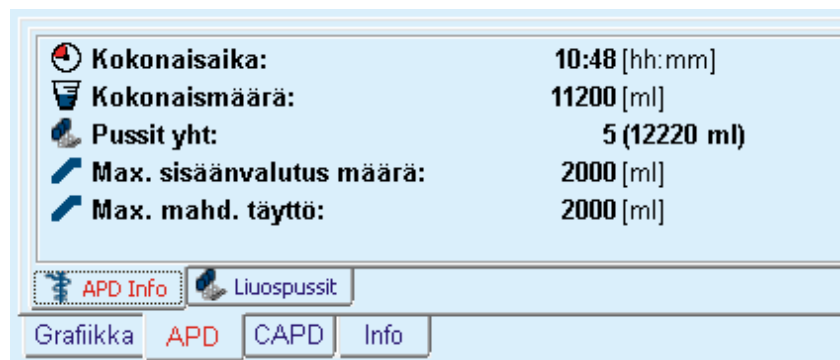 Kokonaisaika: 10:48 [hh:mm]
Kokonaismäärä: 11200 [ml]
Pussit yht: 5 (12220 ml)
Max. sisäänvalutus määrä: 2000 [ml]
Max. mahd. täyttö: 2000 [ml]
APD Info Liuospussit
Grafiikka APD CAPD Info